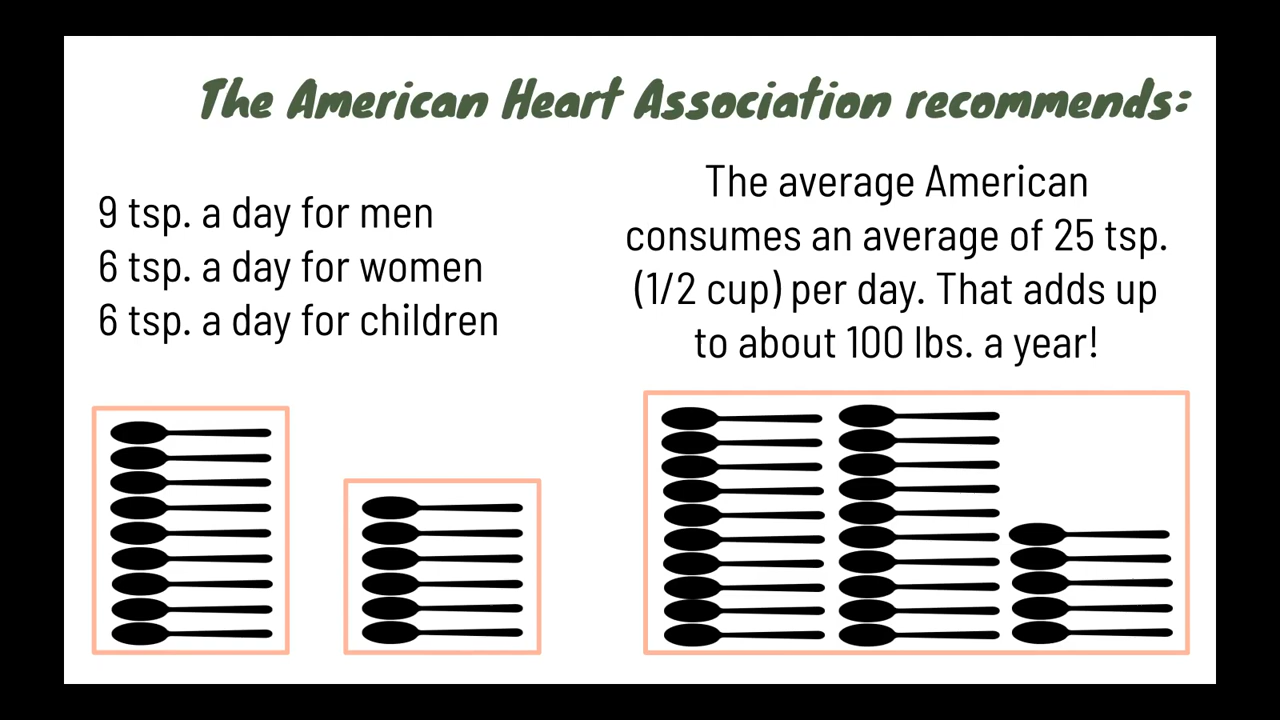 The American Heart Association recommends:
9 tsp. a day for men
6 tsp. a day for women
6 tsp. a day for children
The average American
consumes an average of 25 tsp.
(1/2 cup) per day. That adds up
to about 100 lbs. a year!